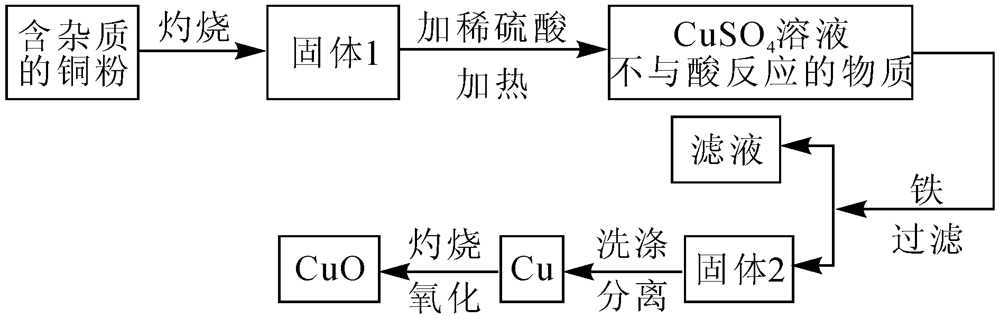 含杂质
的铜粉
灼烧
固体1
加稀硫酸
加热
CuSO₄溶液
不与酸反应的物质
铁
过滤
滤液
固体2
洗涤
分离
Cu
灼烧
氧化
CuO